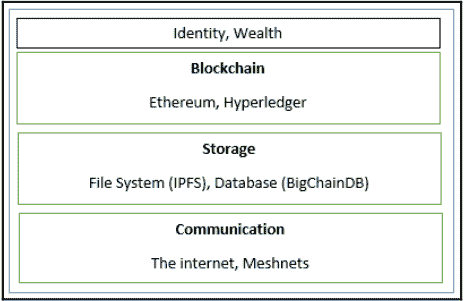 Identity, Wealth
Blockchain
Ethereum, Hyperledger
Storage
File System (IPFS), Database (BigChainDB)
Communication
The internet, Meshnets